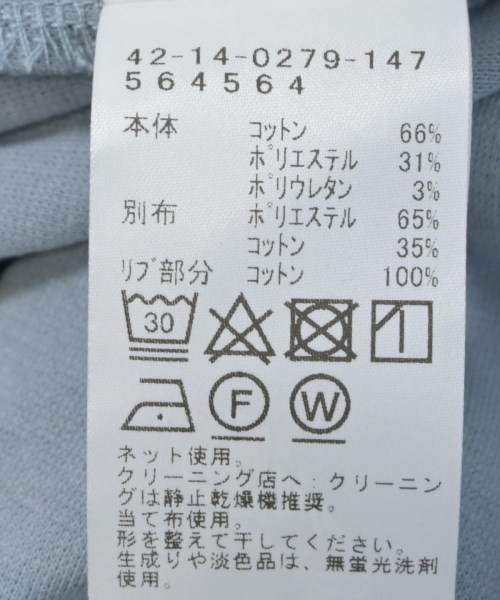 42-14-0279-147
564564
本体 コットン 66%
ポリエステル 31%
ポリウレタン 3%
別布 ポリエステル 65%
コットン 35%
リブ部分 コットン 100%
30
F W
ネット使用。
クリーニング店へ:クリーニン
グは静止乾燥機推奨。
当て布使用。
形を整えて干してください。
生成りや淡色品は、無蛍光洗剤
使用。